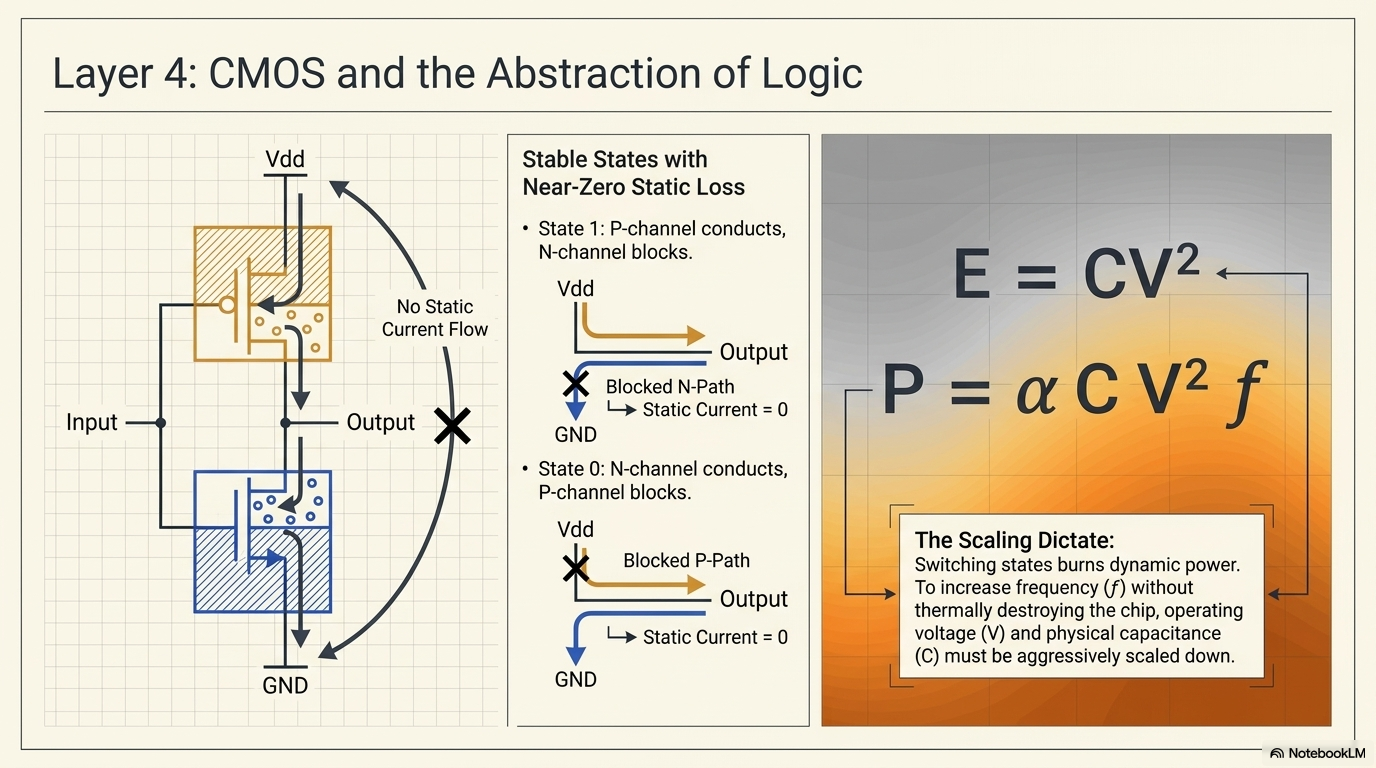 Layer 4: CMOS and the Abstraction of Logic
Vdd
No Static
Current Flow
Input
Output
GND
Stable States with
Near-Zero Static Loss
• State 1: P-channel conducts,
N-channel blocks.
Vdd
Output
Blocked N-Path
Static Current = 0
GND
• State 0: N-channel conducts,
P-channel blocks.
Vdd
Blocked P-Path
Output
Static Current = 0
GND
E = CV²
P = α C V² f
The Scaling Dictate:
Switching states burns dynamic power.
To increase frequency (f) without
thermally destroying the chip, operating
voltage (V) and physical capacitance
(C) must be aggressively scaled down.
NotebookLM